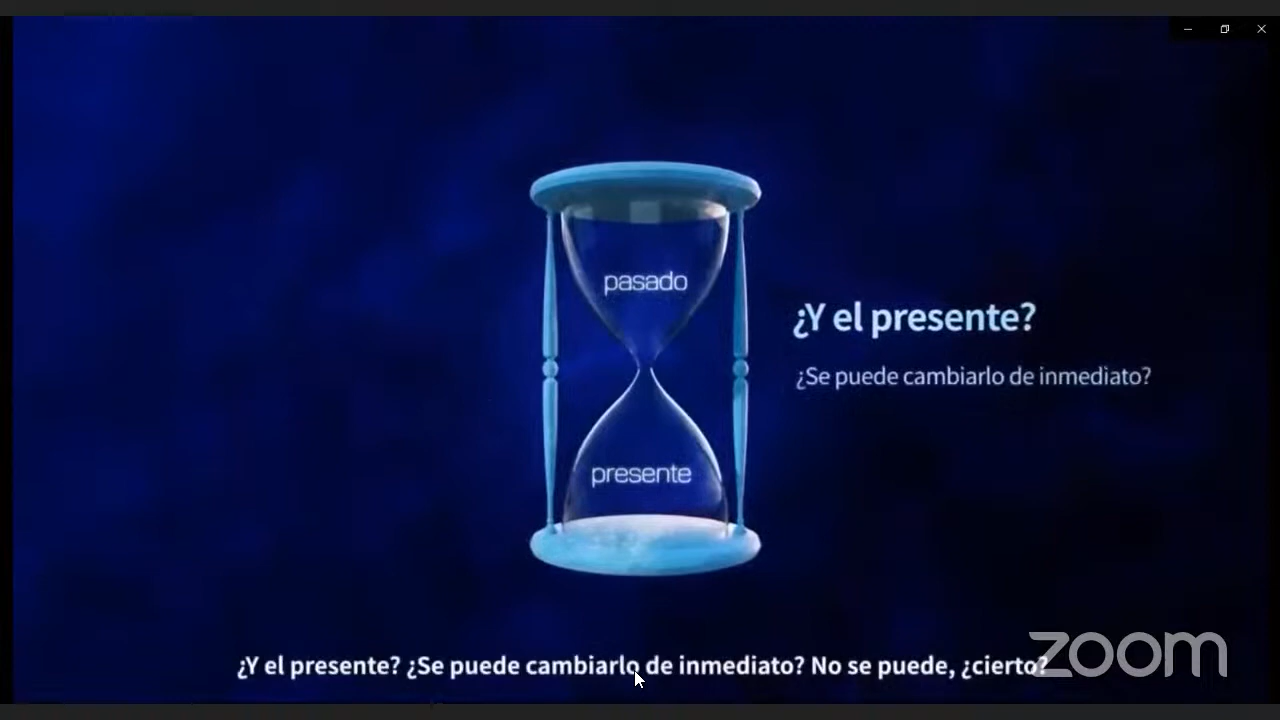 pasado
¿Y el presente?
¿Se puede cambiarlo de inmediato?
presente
¿Y el presente? ¿Se puede cambiarlo de inmediato? No se puede, ¿cierto?
zoom